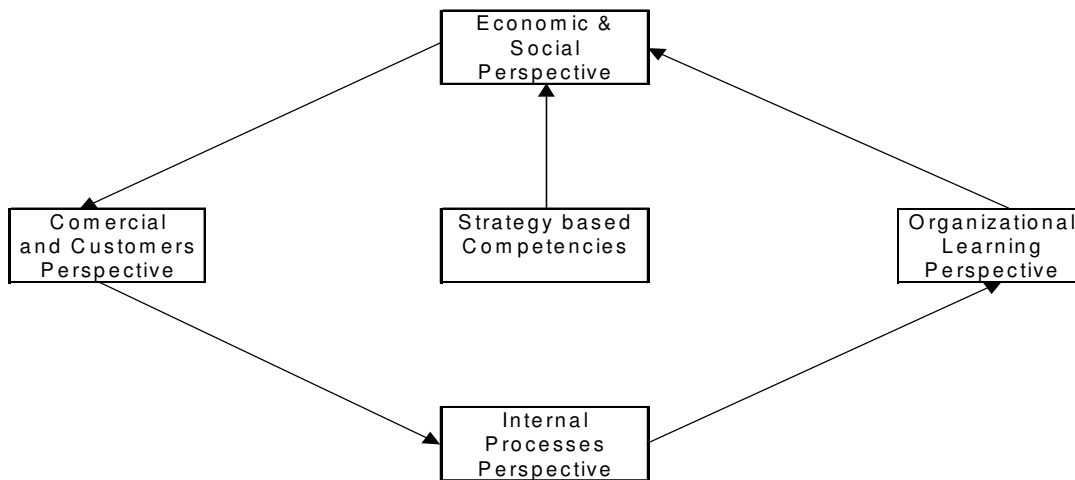 Economic &
Social
Perspective
Comercial
and Customers
Perspective
Strategy based
Competencies
Organizational
Learning
Perspective
Internal
Processes
Perspective